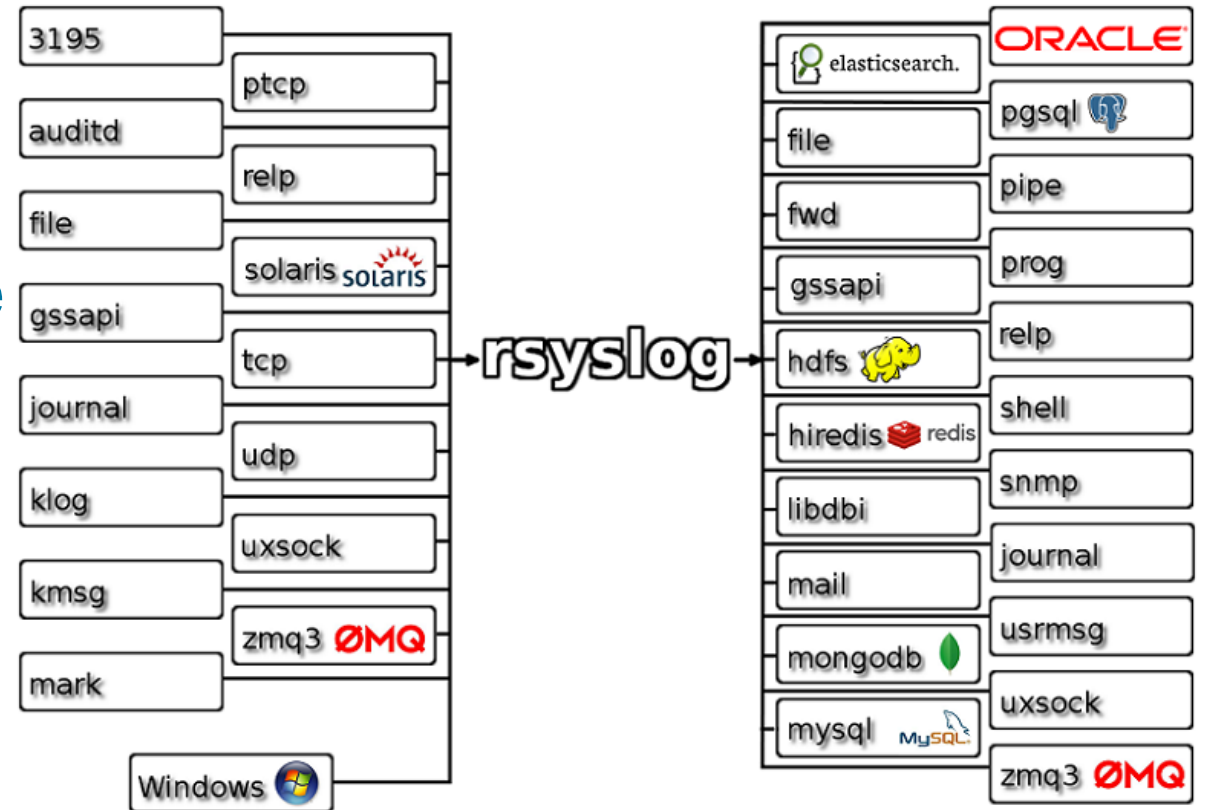 3195
ptcp
auditd
relp
file
solaris solaris
gssapi
tcp
journal
udp
klog
uxsock
kmsg
zmq3 ØMQ
mark
Windows
rsyslog
ORACLE
elasticsearch.
pgsql
file
pipe
fwd
prog
gssapi
relp
hdfs
shell
hiredis redis
snmp
libdbi
journal
mail
usrmsg
mongodb
uxsock
mysql MySQL
zmq3 ØMQ